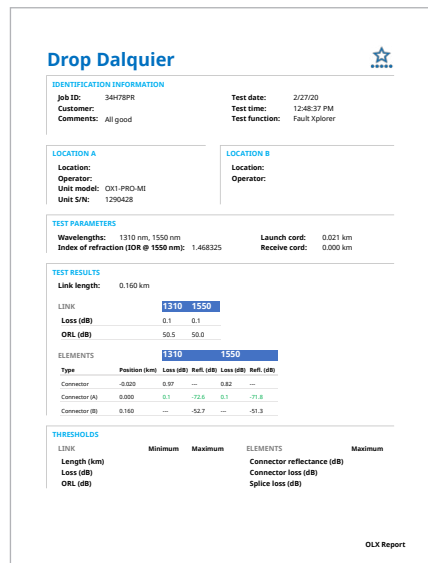 Drop Dalquier
IDENTIFICATION INFORMATION
Job ID: 34H78PR Test date: 2/27/20
Customer: Test time: 12:48:37 PM
Comments: All good Test function: Fault Xplorer
LOCATION A LOCATION B
Location: Location:
Operator: Operator:
Unit model: OX1-PRO-MI
Unit S/N: 1290428
TEST PARAMETERS
Wavelengths: 1310 nm, 1550 nm Launch cord: 0.021 km
Index of refraction (IOR @ 1550 nm): 1.468325 Receive cord: 0.000 km
TEST RESULTS
Link length: 0.160 km
LINK 1310 1550
Loss (dB) 0.1 0.1
ORL (dB) 50.5 50.0
ELEMENTS 1310 1550
Type Position (km) Loss (dB) Refl. (dB) Loss (dB) Refl. (dB)
Connector -0.020 0.97 --- 0.82 ---
Connector (A) 0.000 0.1 -72.6 0.1 -71.8
Connector (B) 0.160 --- -52.7 --- -51.3
THRESHOLDS
LINK Minimum Maximum ELEMENTS Maximum
Length (km) Connector reflectance (dB)
Loss (dB) Connector loss (dB)
ORL (dB) Splice loss (dB)
OLX Report